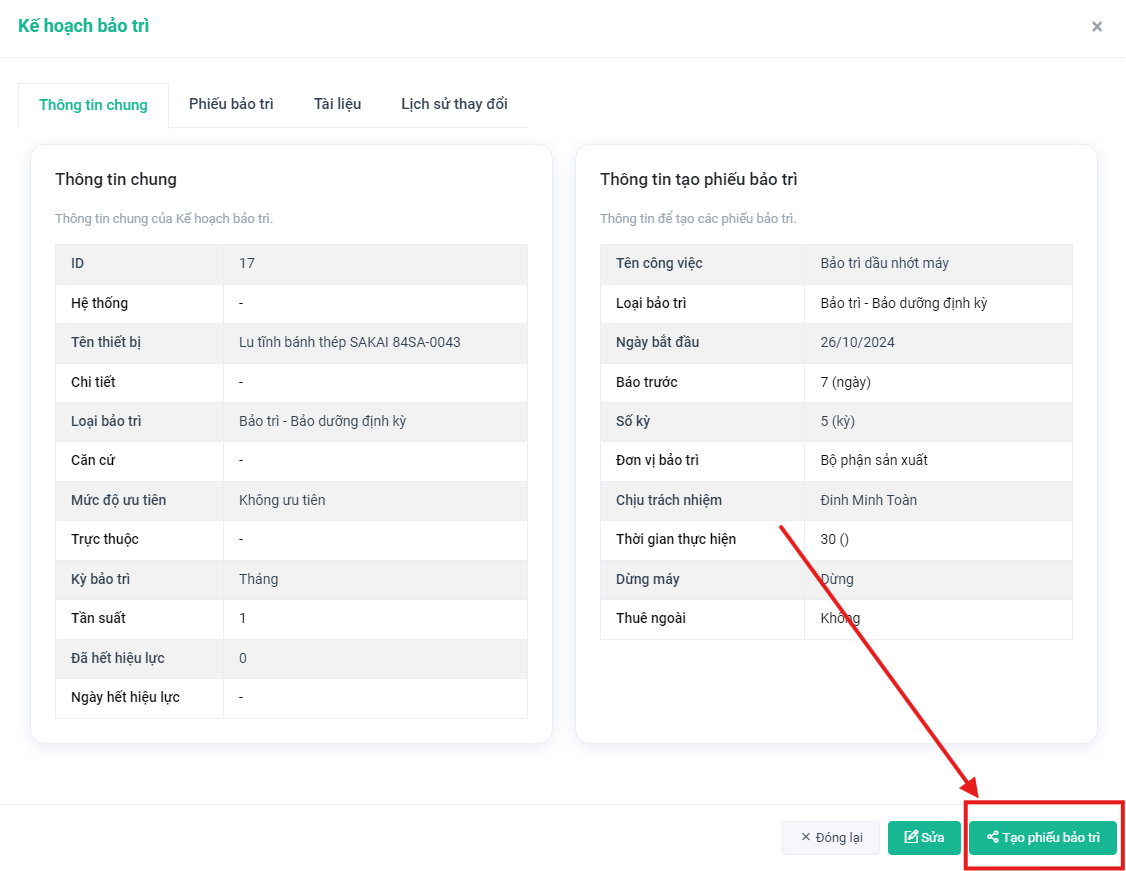 Kế hoạch bảo trì
×
Thông tin chung Phiếu bảo trì Tài liệu Lịch sử thay đổi
Thông tin chung
Thông tin chung của Kế hoạch bảo trì.
ID 17
Hệ thống -
Tên thiết bị Lu tĩnh bánh thép SAKAI 84SA-0043
Chi tiết -
Loại bảo trì Bảo trì - Bảo dưỡng định kỳ
Căn cứ -
Mức độ ưu tiên Không ưu tiên
Trực thuộc -
Kỳ bảo trì Tháng
Tần suất 1
Đã hết hiệu lực 0
Ngày hết hiệu lực -
Thông tin tạo phiếu bảo trì
Thông tin để tạo các phiếu bảo trì.
Tên công việc Bảo trì dầu nhớt máy
Loại bảo trì Bảo trì - Bảo dưỡng định kỳ
Ngày bắt đầu 26/10/2024
Báo trước 7 (ngày)
Số kỳ 5 (kỳ)
Đơn vị bảo trì Bộ phận sản xuất
Chịu trách nhiệm Đinh Minh Toàn
Thời gian thực hiện 30 ()
Dừng máy Dừng
Thuê ngoài Không
× Đóng lại Sửa Tạo phiếu bảo trì